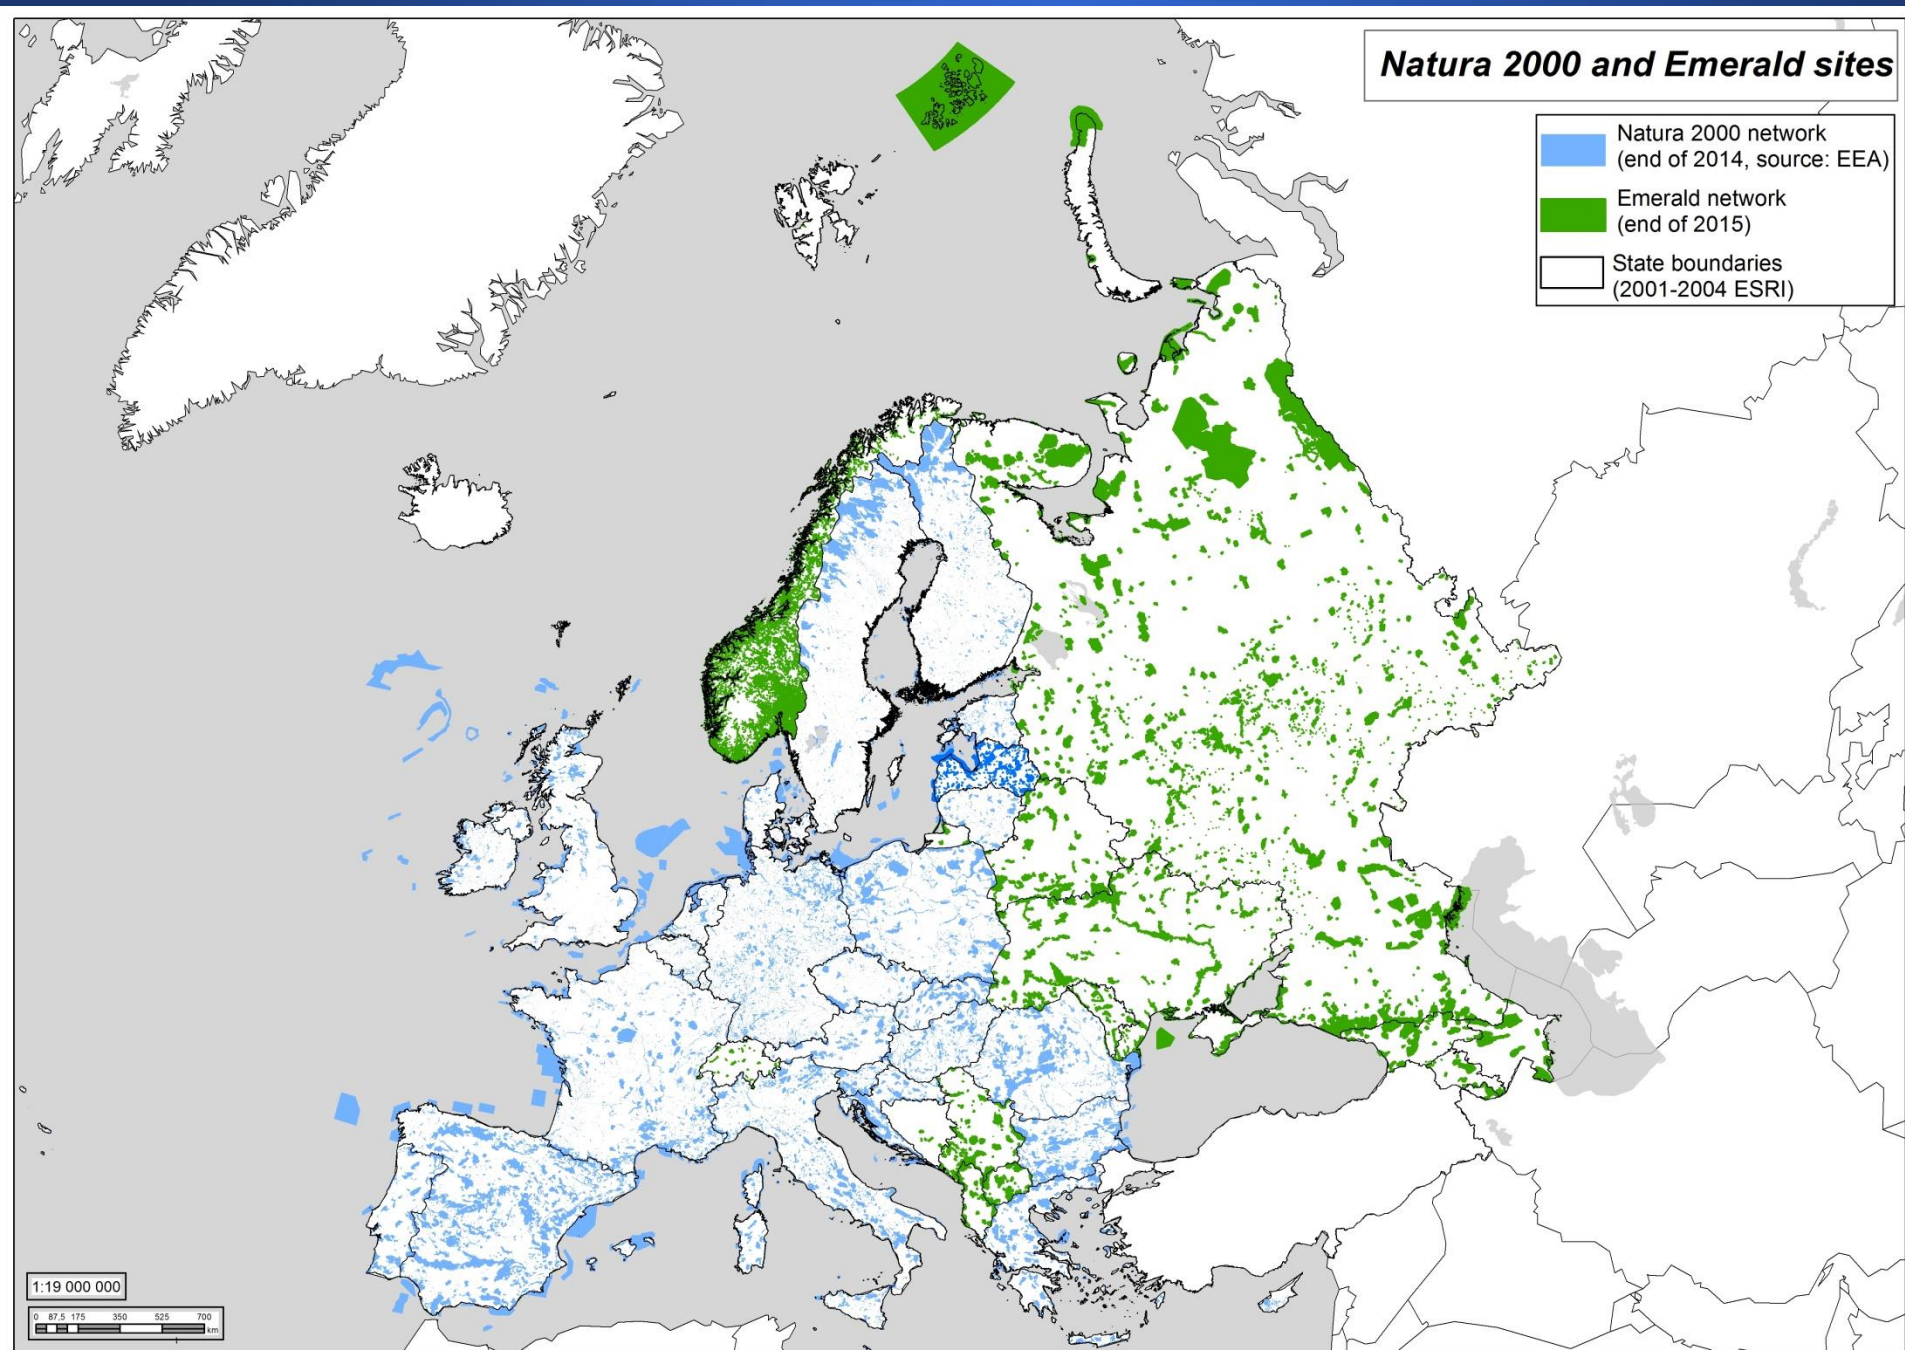 Natura 2000 and Emerald sites
Natura 2000 network
(end of 2014, source: EEA)
Emerald network
(end of 2015)
State boundaries
(2001-2004 ESRI)
1:19 000 000
0 87,5 175 350 525 700
km